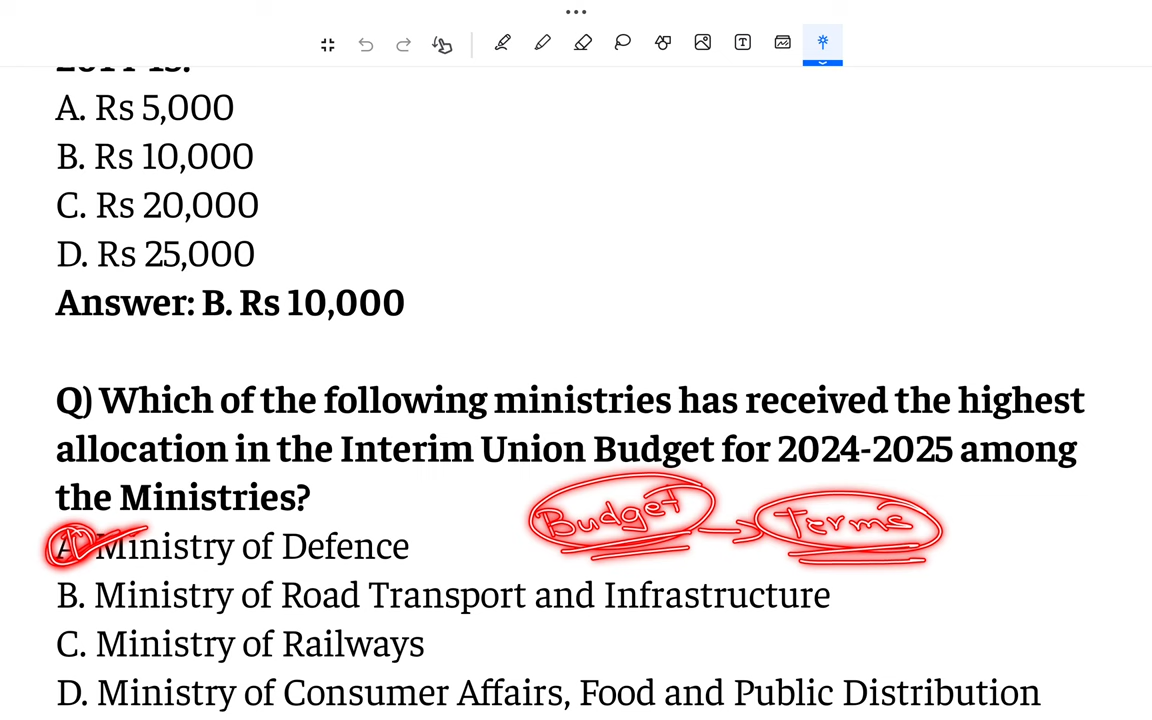 A. Rs 5,000
B. Rs 10,000
C. Rs 20,000
D. Rs 25,000
Answer: B. Rs 10,000
Q) Which of the following ministries has received the highest
allocation in the Interim Union Budget for 2024-2025 among
the Ministries?
Budget → Terms
A. Ministry of Defence
B. Ministry of Road Transport and Infrastructure
C. Ministry of Railways
D. Ministry of Consumer Affairs, Food and Public Distribution